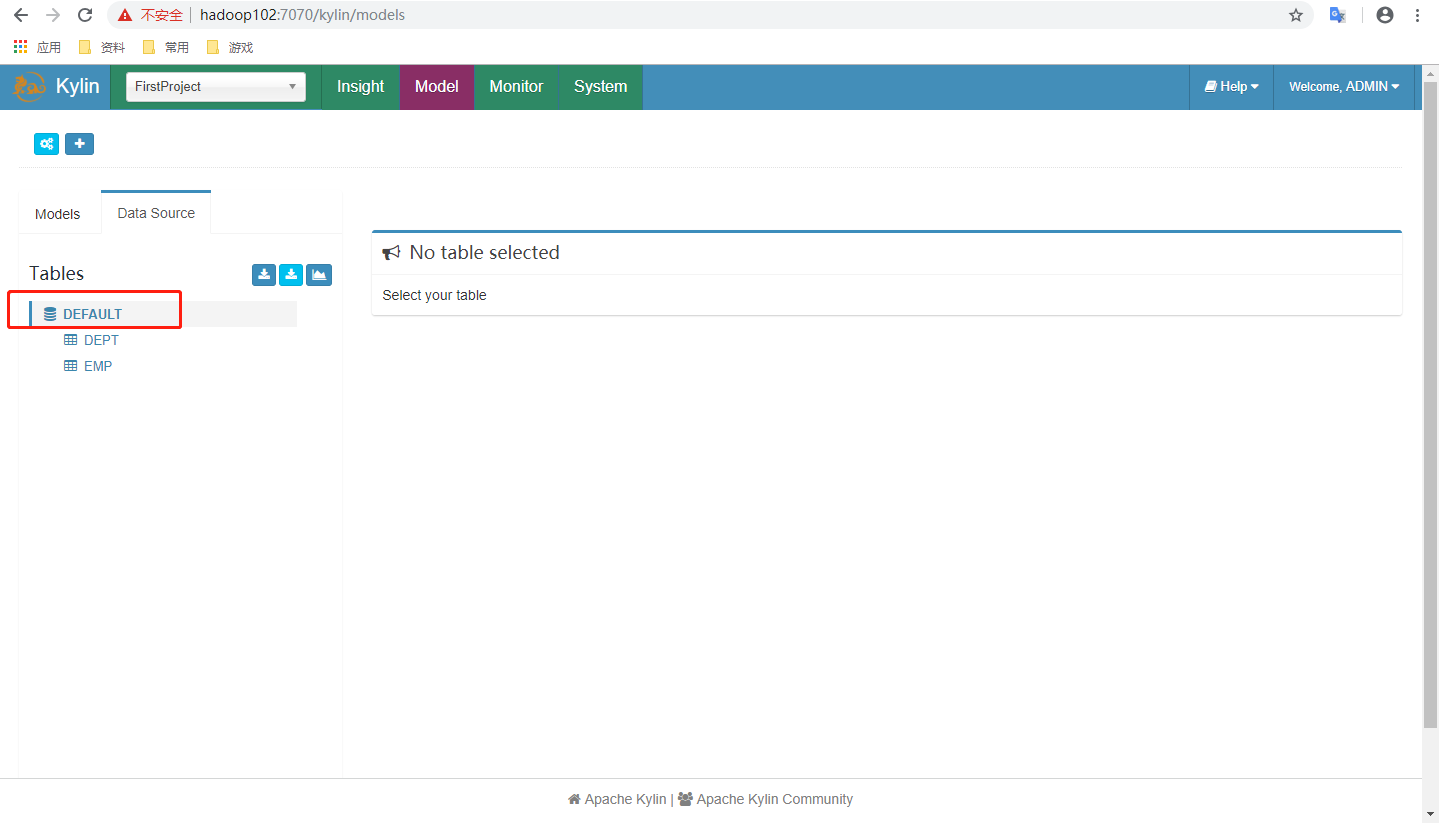 不安全 hadoop102:7070/kylin/models
应用 资料 常用 游戏
Kylin FirstProject Insight Model Monitor System Help Welcome, ADMIN
Models Data Source
No table selected
Tables
Select your table
DEFAULT
DEPT
EMP
Apache Kylin | Apache Kylin Community